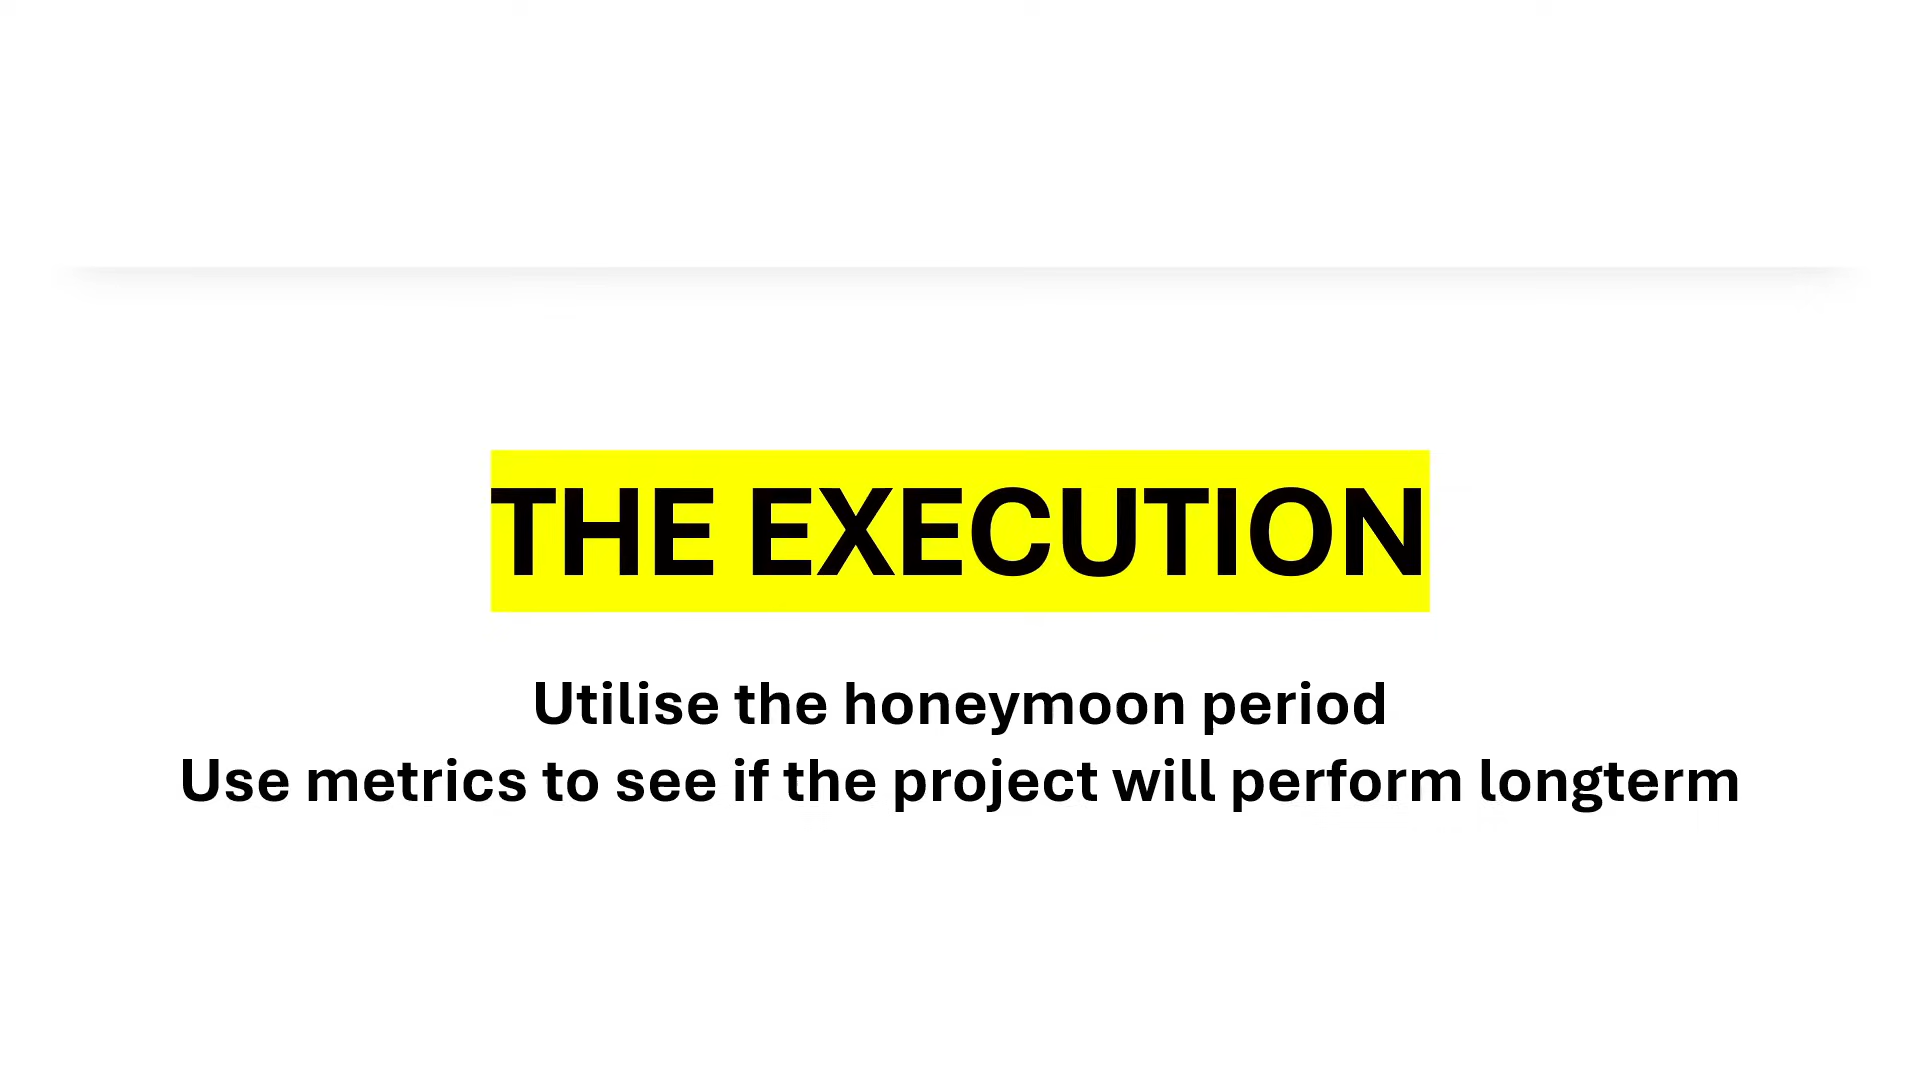 THE EXECUTION
Utilise the honeymoon period
Use metrics to see if the project will perform longterm